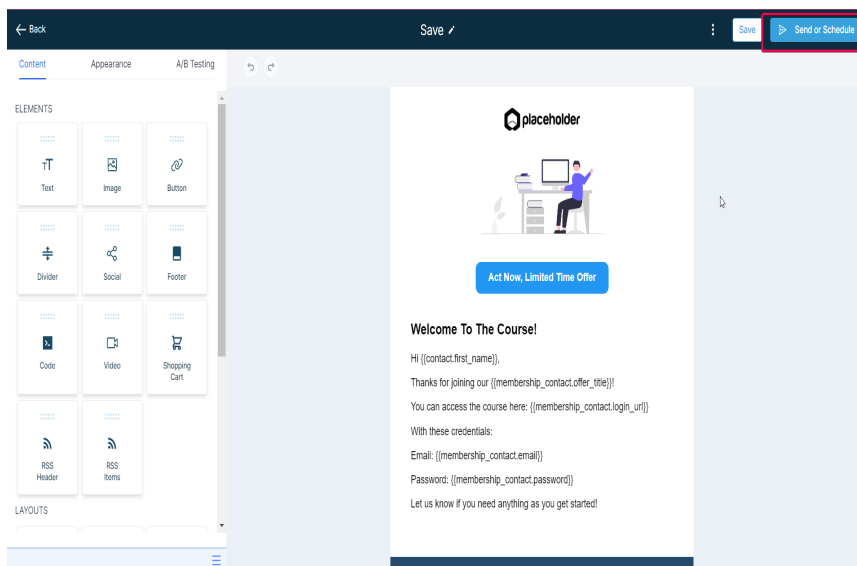 Back
Save
Save
Send or Schedule
Content Appearance A/B Testing
ELEMENTS
Text Image Button
Divider Social Footer
Code Video Shopping
Cart
RSS RSS
Header Items
LAYOUTS
placeholder
Act Now, Limited Time Offer
Welcome To The Course!
Hi {{contact.first_name}},
Thanks for joining our {{membership_contact.offer_title}}!
You can access the course here: {{membership_contact.login_url}}
With these credentials:
Email: {{membership_contact.email}}
Password: {{membership_contact.password}}
Let us know if you need anything as you get started!